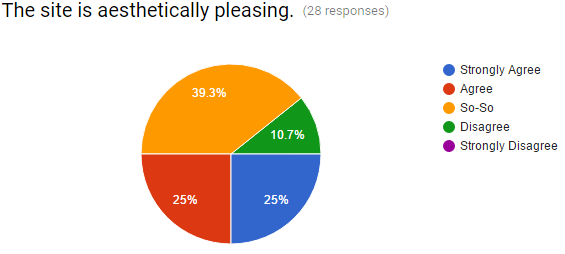 The site is aesthetically pleasing. (28 responses)
Strongly Agree
Agree
So-So
Disagree
Strongly Disagree
39.3%
10.7%
25%
25%